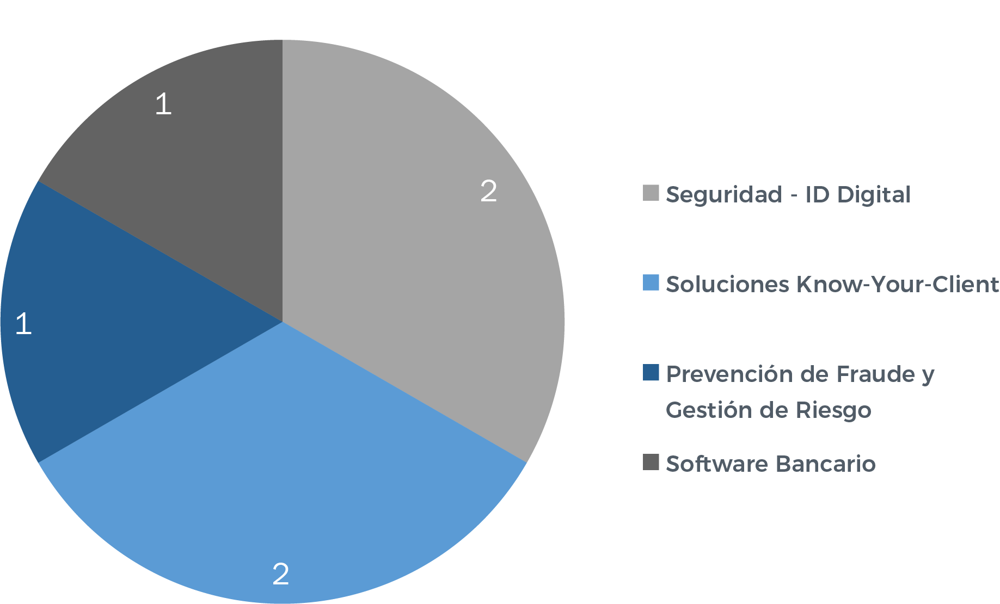 1
2
1
2
Seguridad - ID Digital
Soluciones Know-Your-Client
Prevención de Fraude y
Gestión de Riesgo
Software Bancario